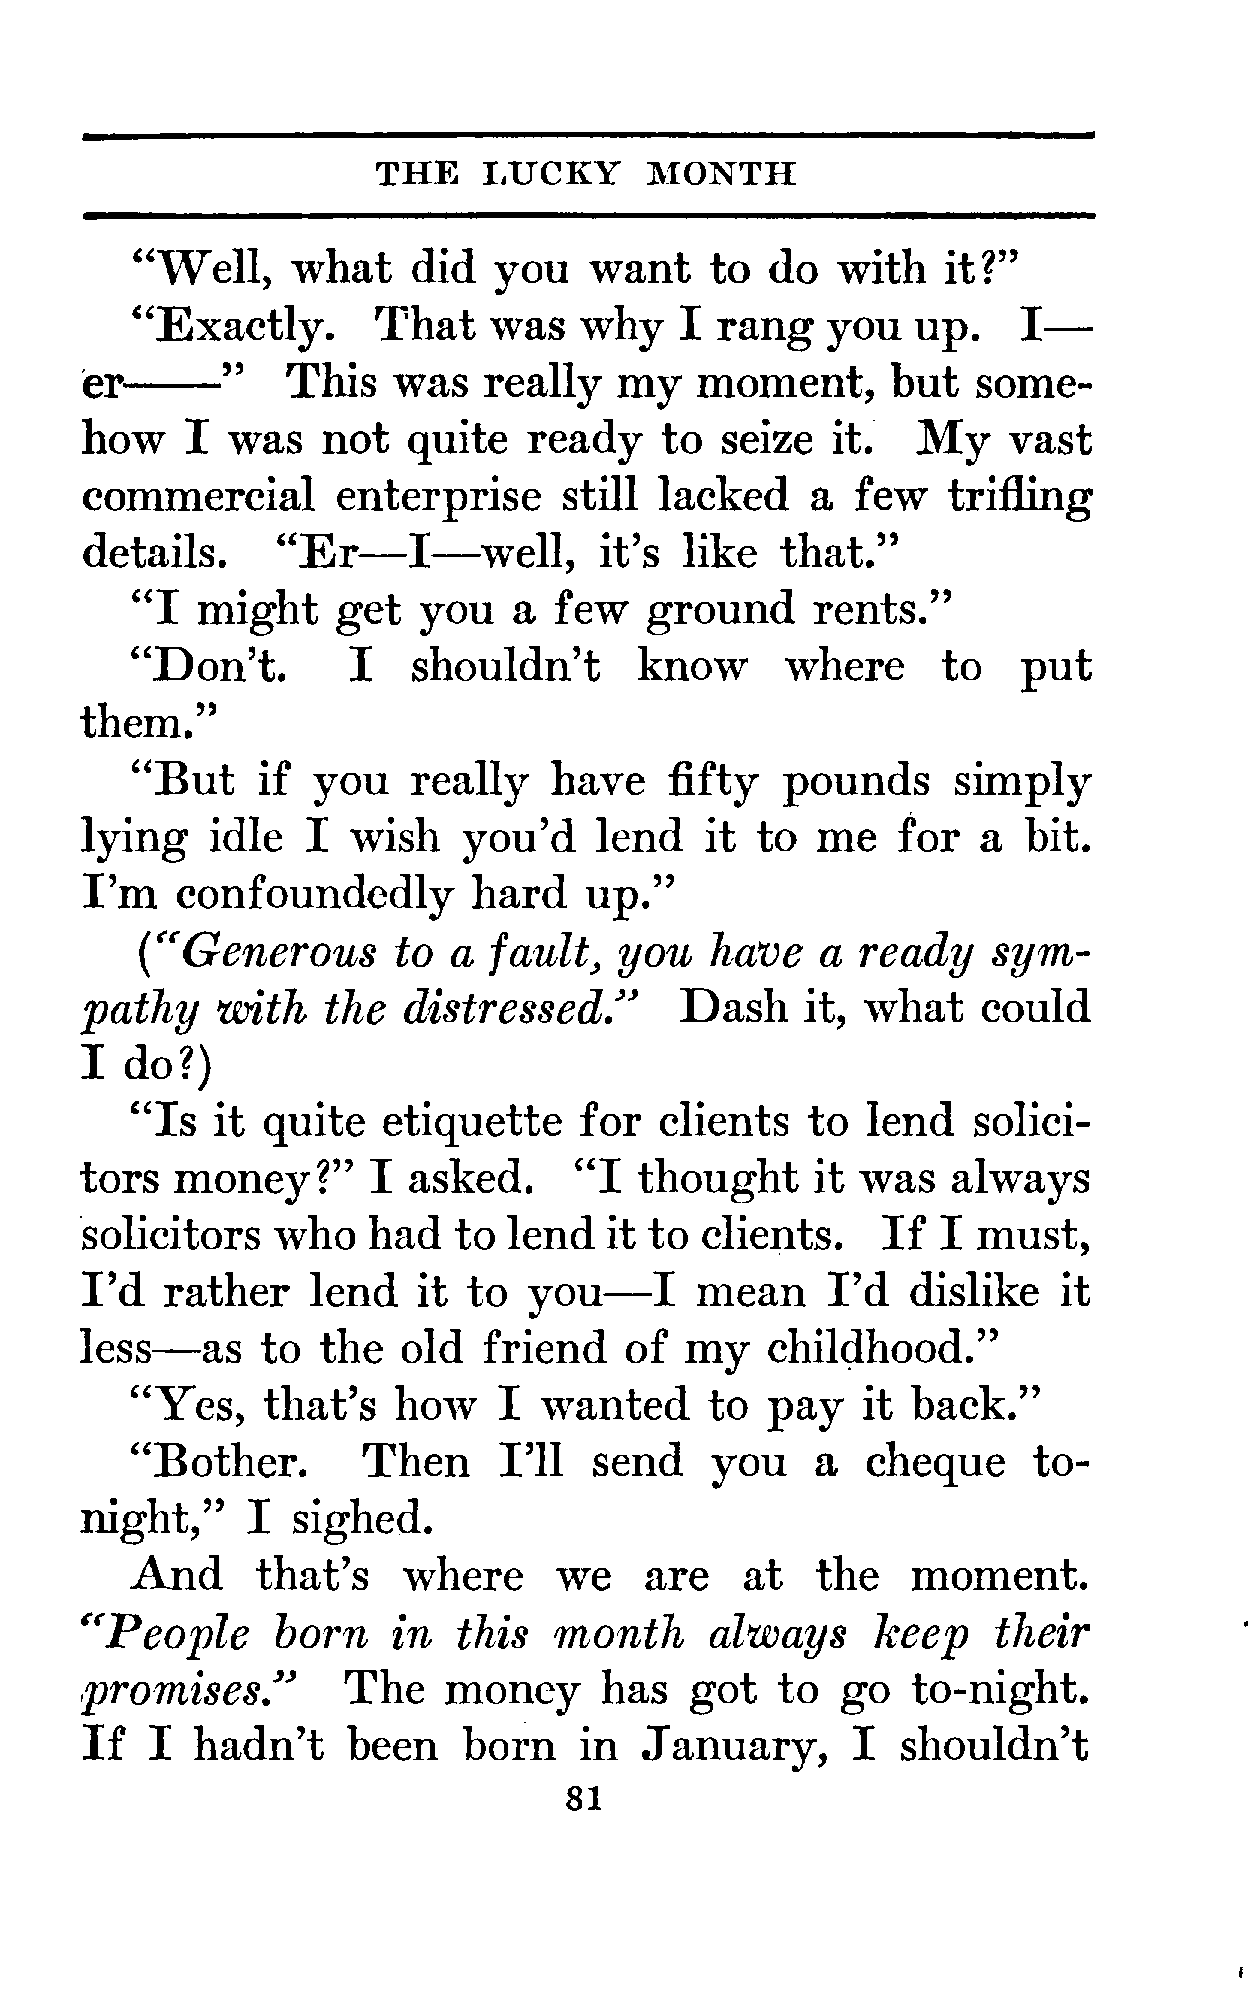 THE LUCKY MONTH
“Well, what did you want to do with it?”
“Exactly. That was why I rang you up. I—
er——” This was really my moment, but some-
how I was not quite ready to seize it. My vast
commercial enterprise still lacked a few trifling
details. “Er—I—well, it’s like that.”
“I might get you a few ground rents.”
“Don’t. I shouldn’t know where to put
them.”
“But if you really have fifty pounds simply
lying idle I wish you’d lend it to me for a bit.
I’m confoundedly hard up.”
(“Generous to a fault, you have a ready sym-
pathy with the distressed.” Dash it, what could
I do?)
“Is it quite etiquette for clients to lend solici-
tors money?” I asked. “I thought it was always
solicitors who had to lend it to clients. If I must,
I’d rather lend it to you—I mean I’d dislike it
less—as to the old friend of my childhood.”
“Yes, that’s how I wanted to pay it back.”
“Bother. Then I’ll send you a cheque to-
night,” I sighed.
And that’s where we are at the moment.
“People born in this month always keep their
promises.” The money has got to go to-night.
If I hadn’t been born in January, I shouldn’t
81